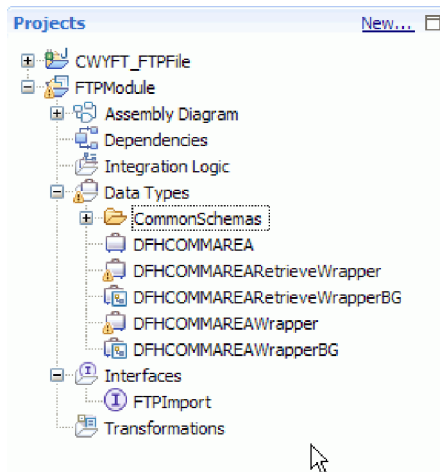 Projects New...
CWYFT_FTPFile
FTPModule
Assembly Diagram
Dependencies
Integration Logic
Data Types
CommonSchemas
DFHCOMMAREA
DFHCOMMAREARetrieveWrapper
DFHCOMMAREARetrieveWrapperBG
DFHCOMMAREAWrapper
DFHCOMMAREAWrapperBG
Interfaces
FTPImport
Transformations